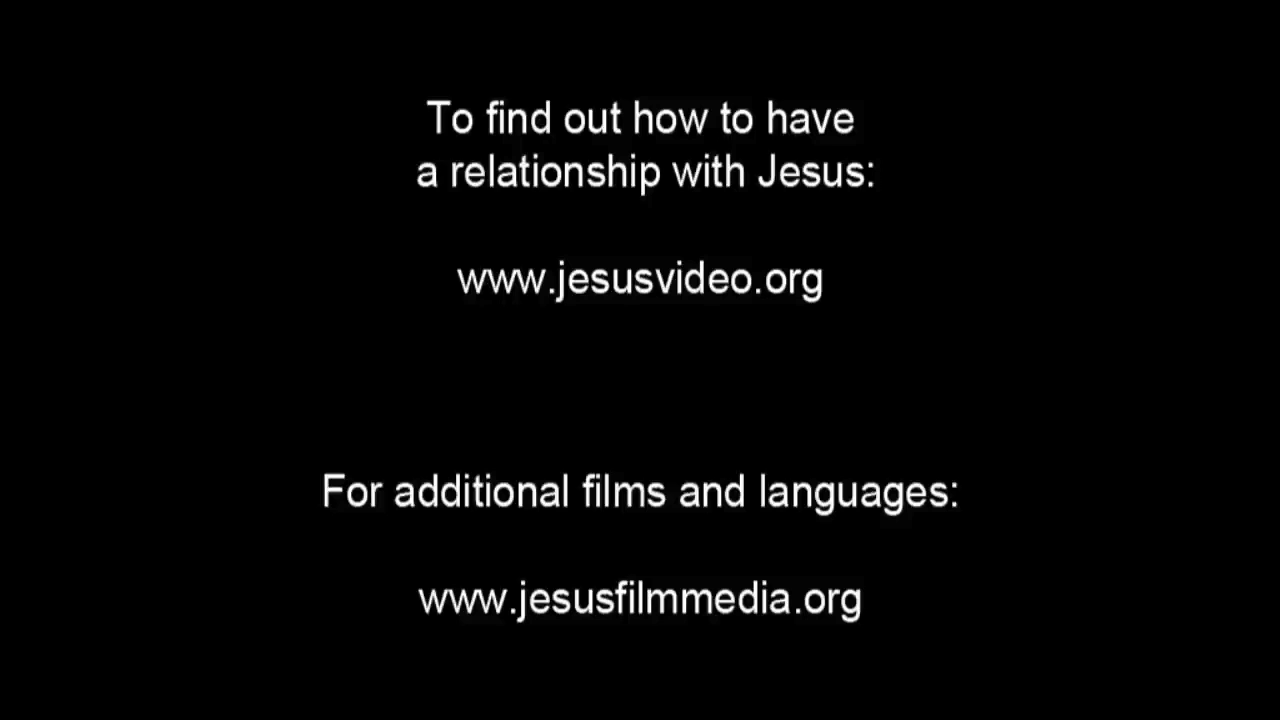 To find out how to have
a relationship with Jesus:
www.jesusvideo.org
For additional films and languages:
www.jesusfilmmedia.org